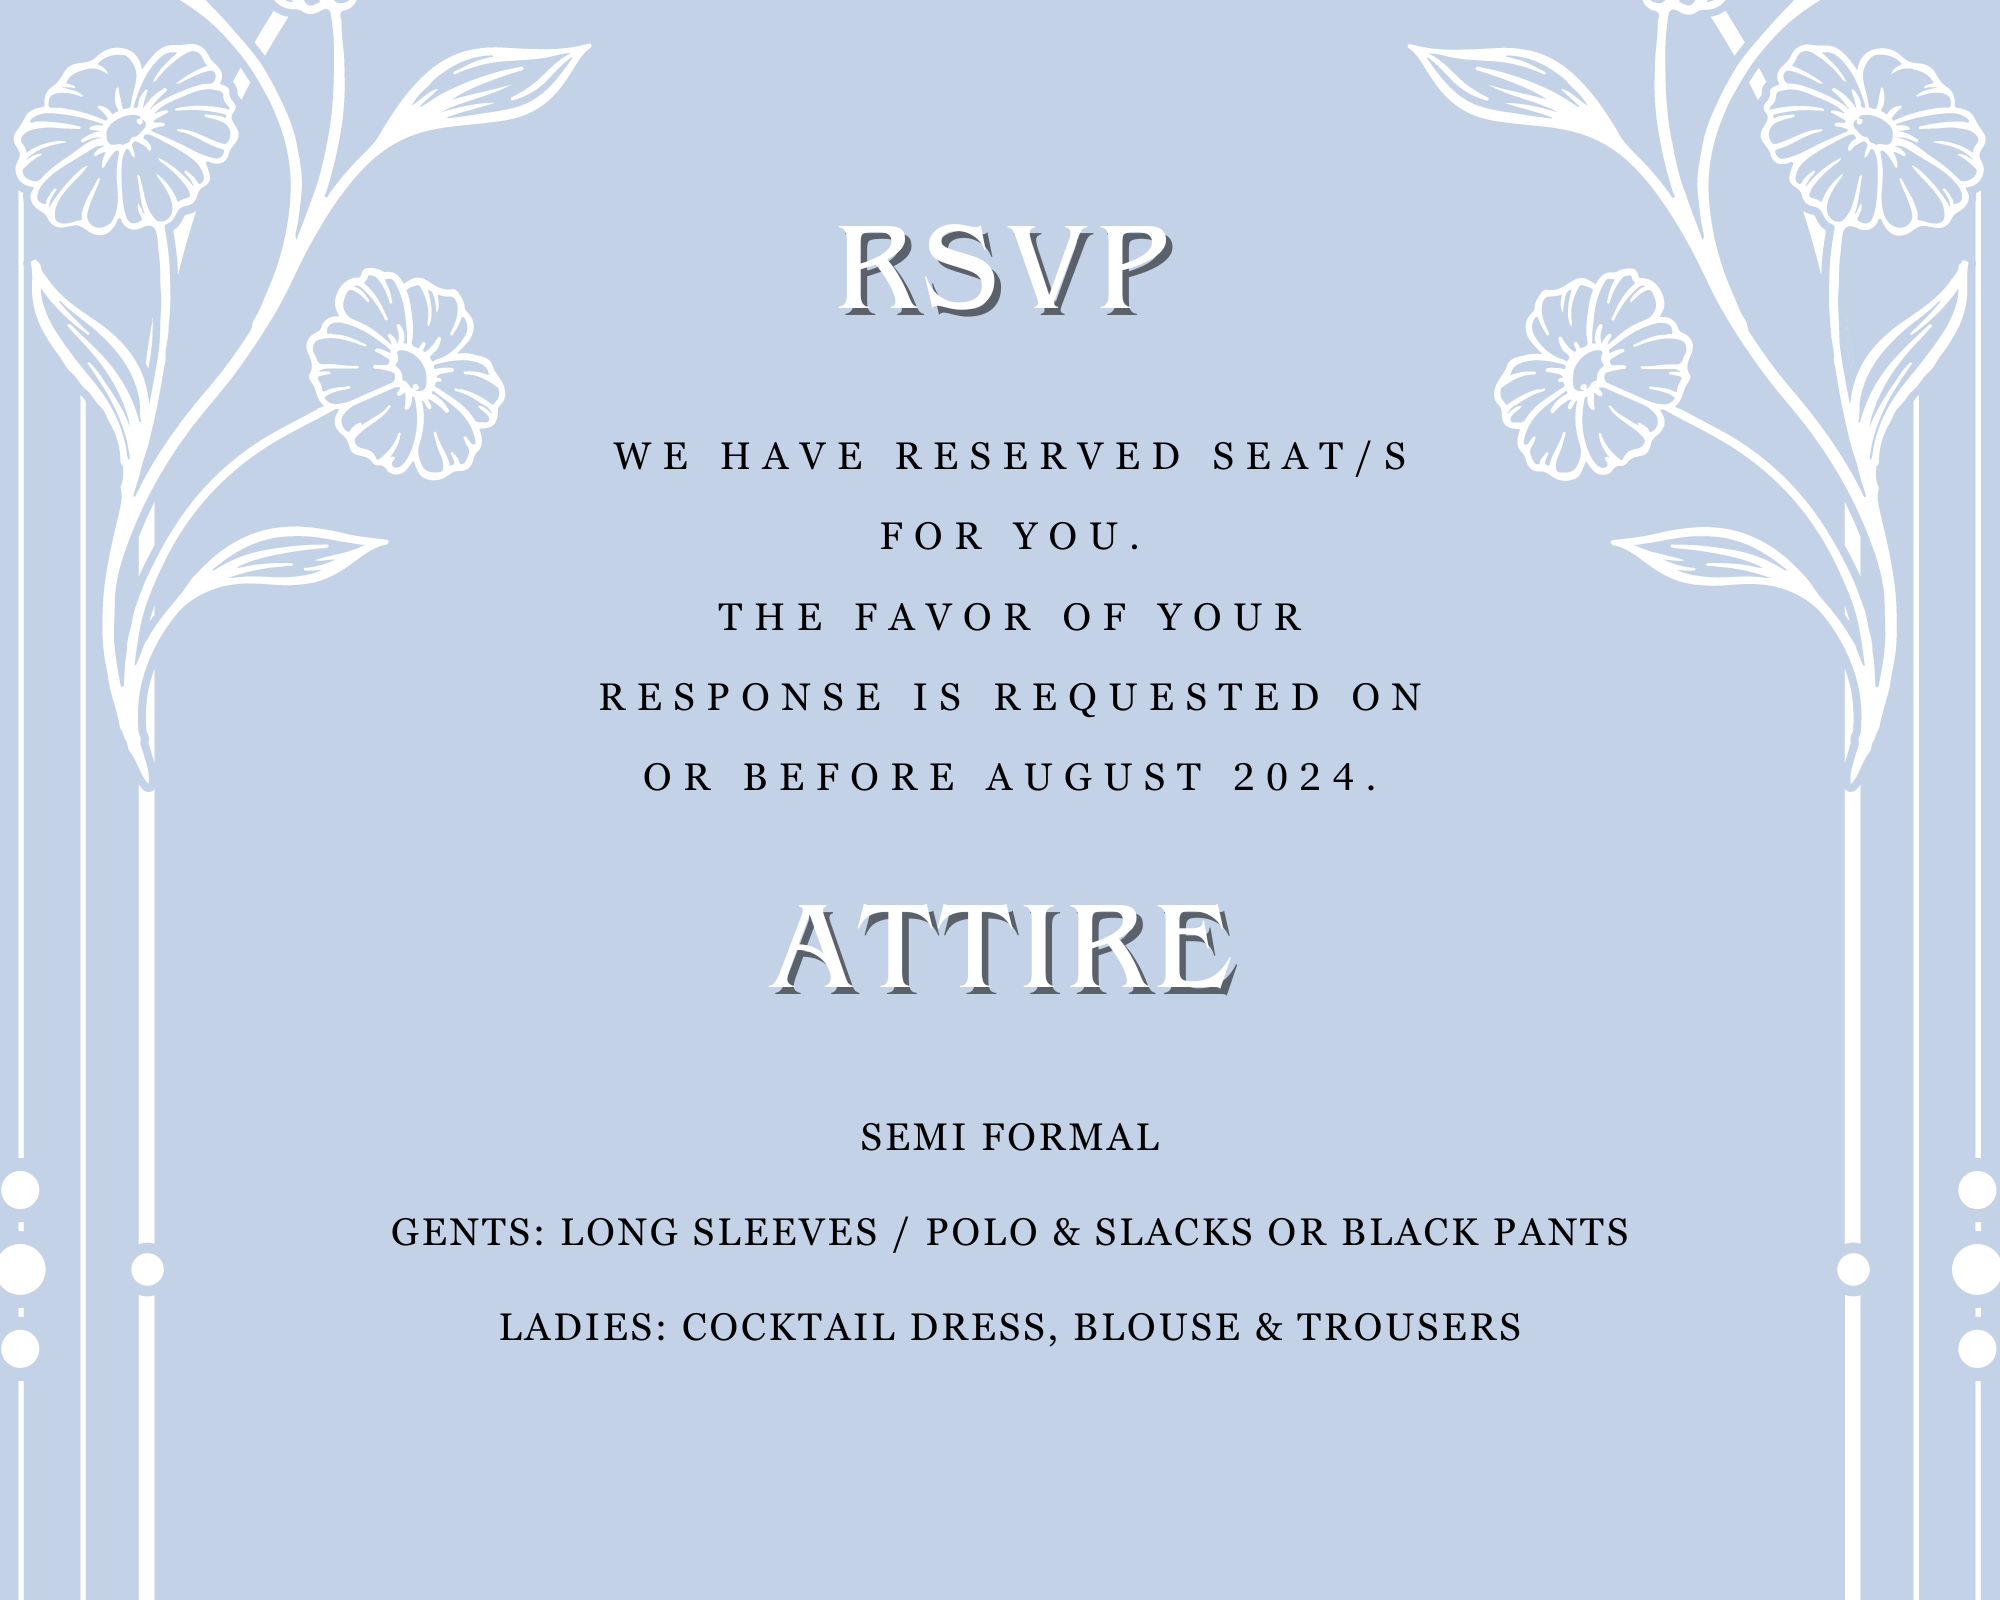 RSVP
WE HAVE RESERVED SEAT/S
FOR YOU.
THE FAVOR OF YOUR
RESPONSE IS REQUESTED ON
OR BEFORE AUGUST 2024.
ATTIRE
SEMI FORMAL
GENTS: LONG SLEEVES / POLO & SLACKS OR BLACK PANTS
LADIES: COCKTAIL DRESS, BLOUSE & TROUSERS